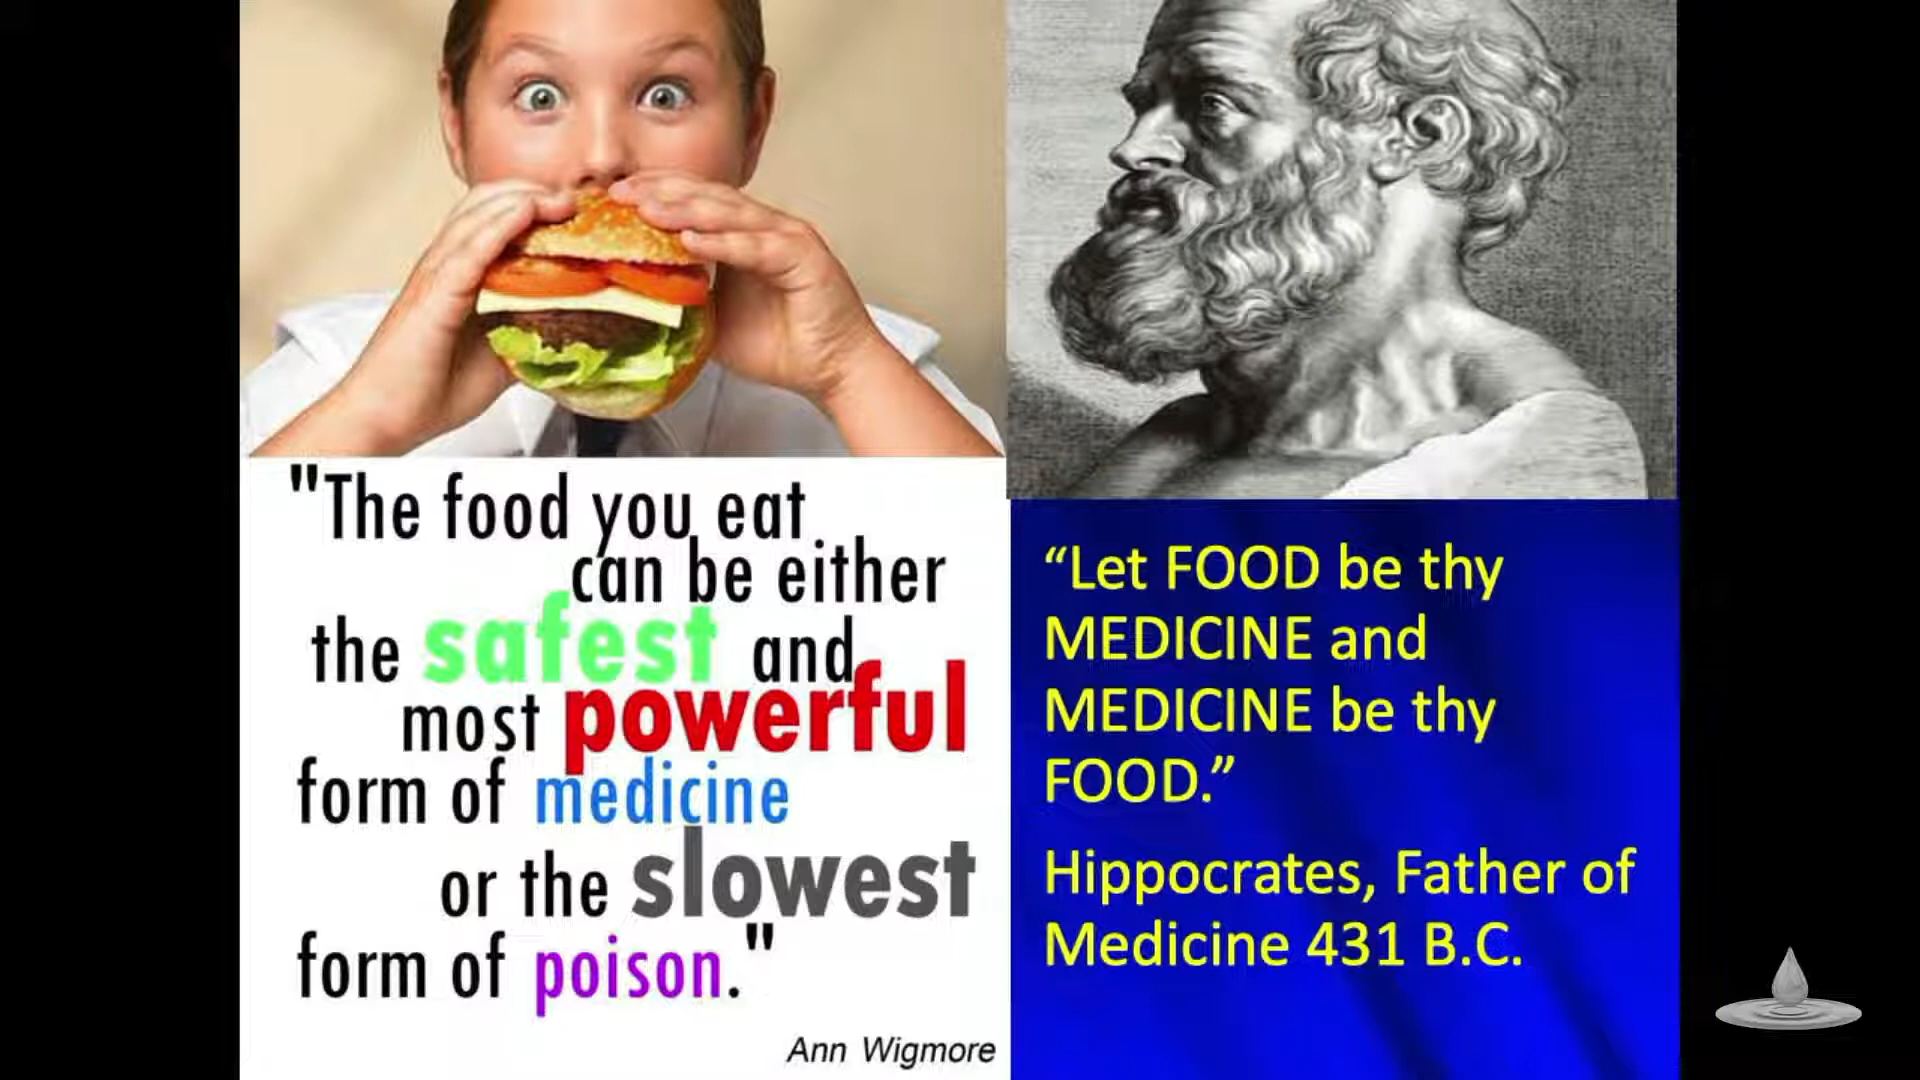 "The food you eat
can be either
the safest and
most powerful
form of medicine
or the slowest
form of poison."
Ann Wigmore
“Let FOOD be thy
MEDICINE and
MEDICINE be thy
FOOD.”
Hippocrates, Father of
Medicine 431 B.C.